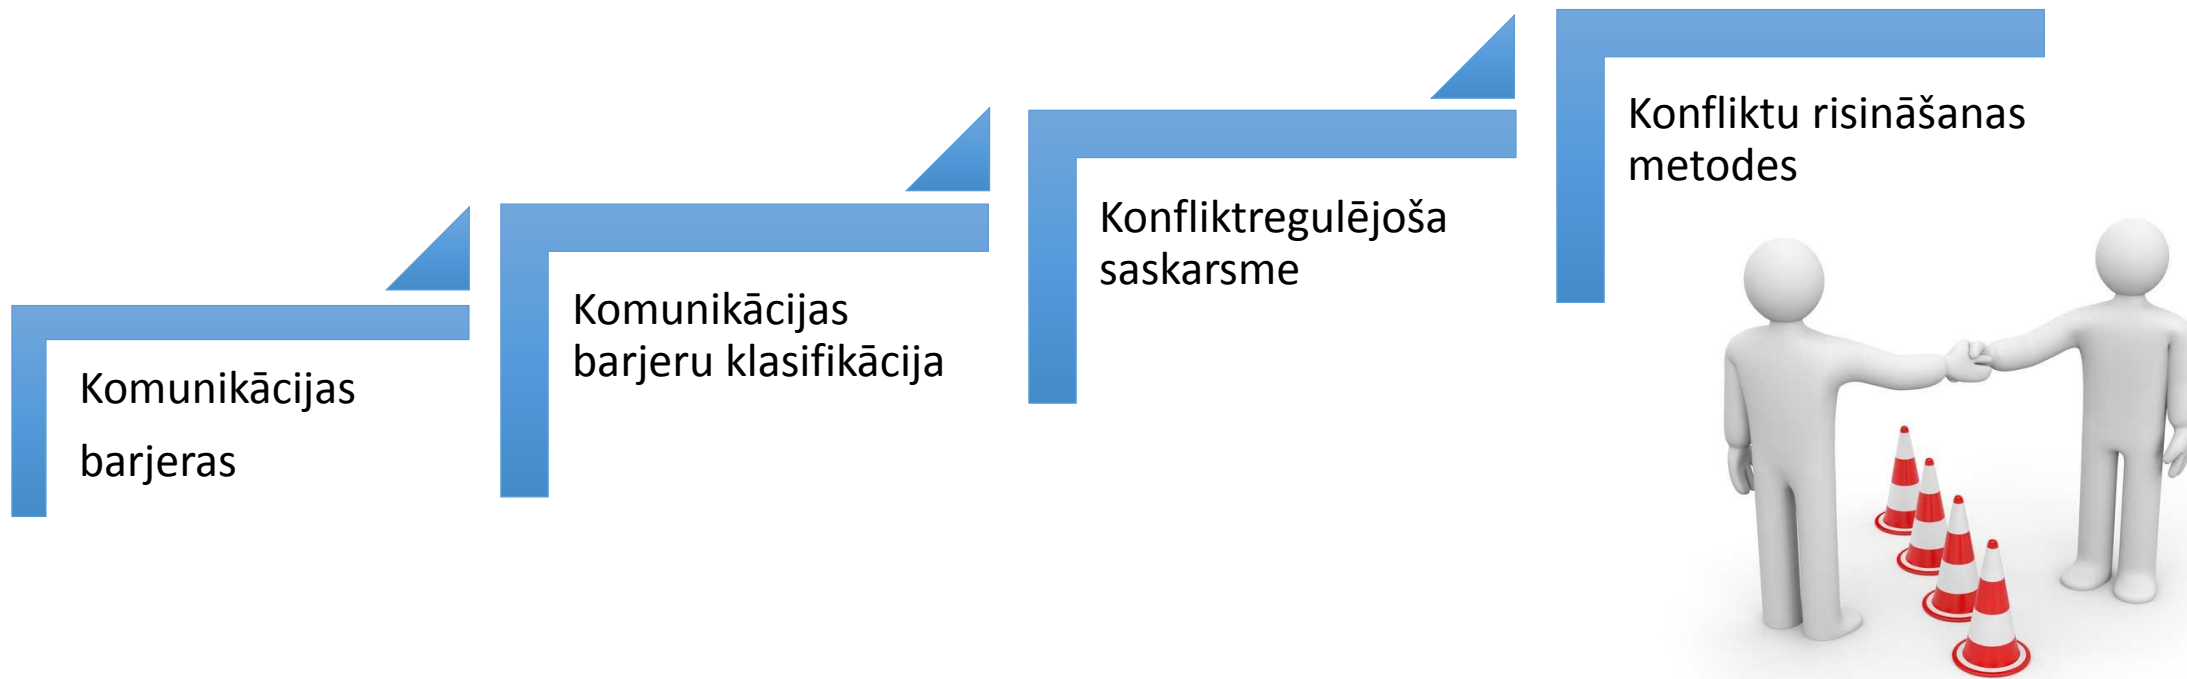 Komunikācijas
barjeras
Komunikācijas
barjeru klasifikācija
Konfliktregulējoša
saskarsme
Konfliktu risināšanas
metodes